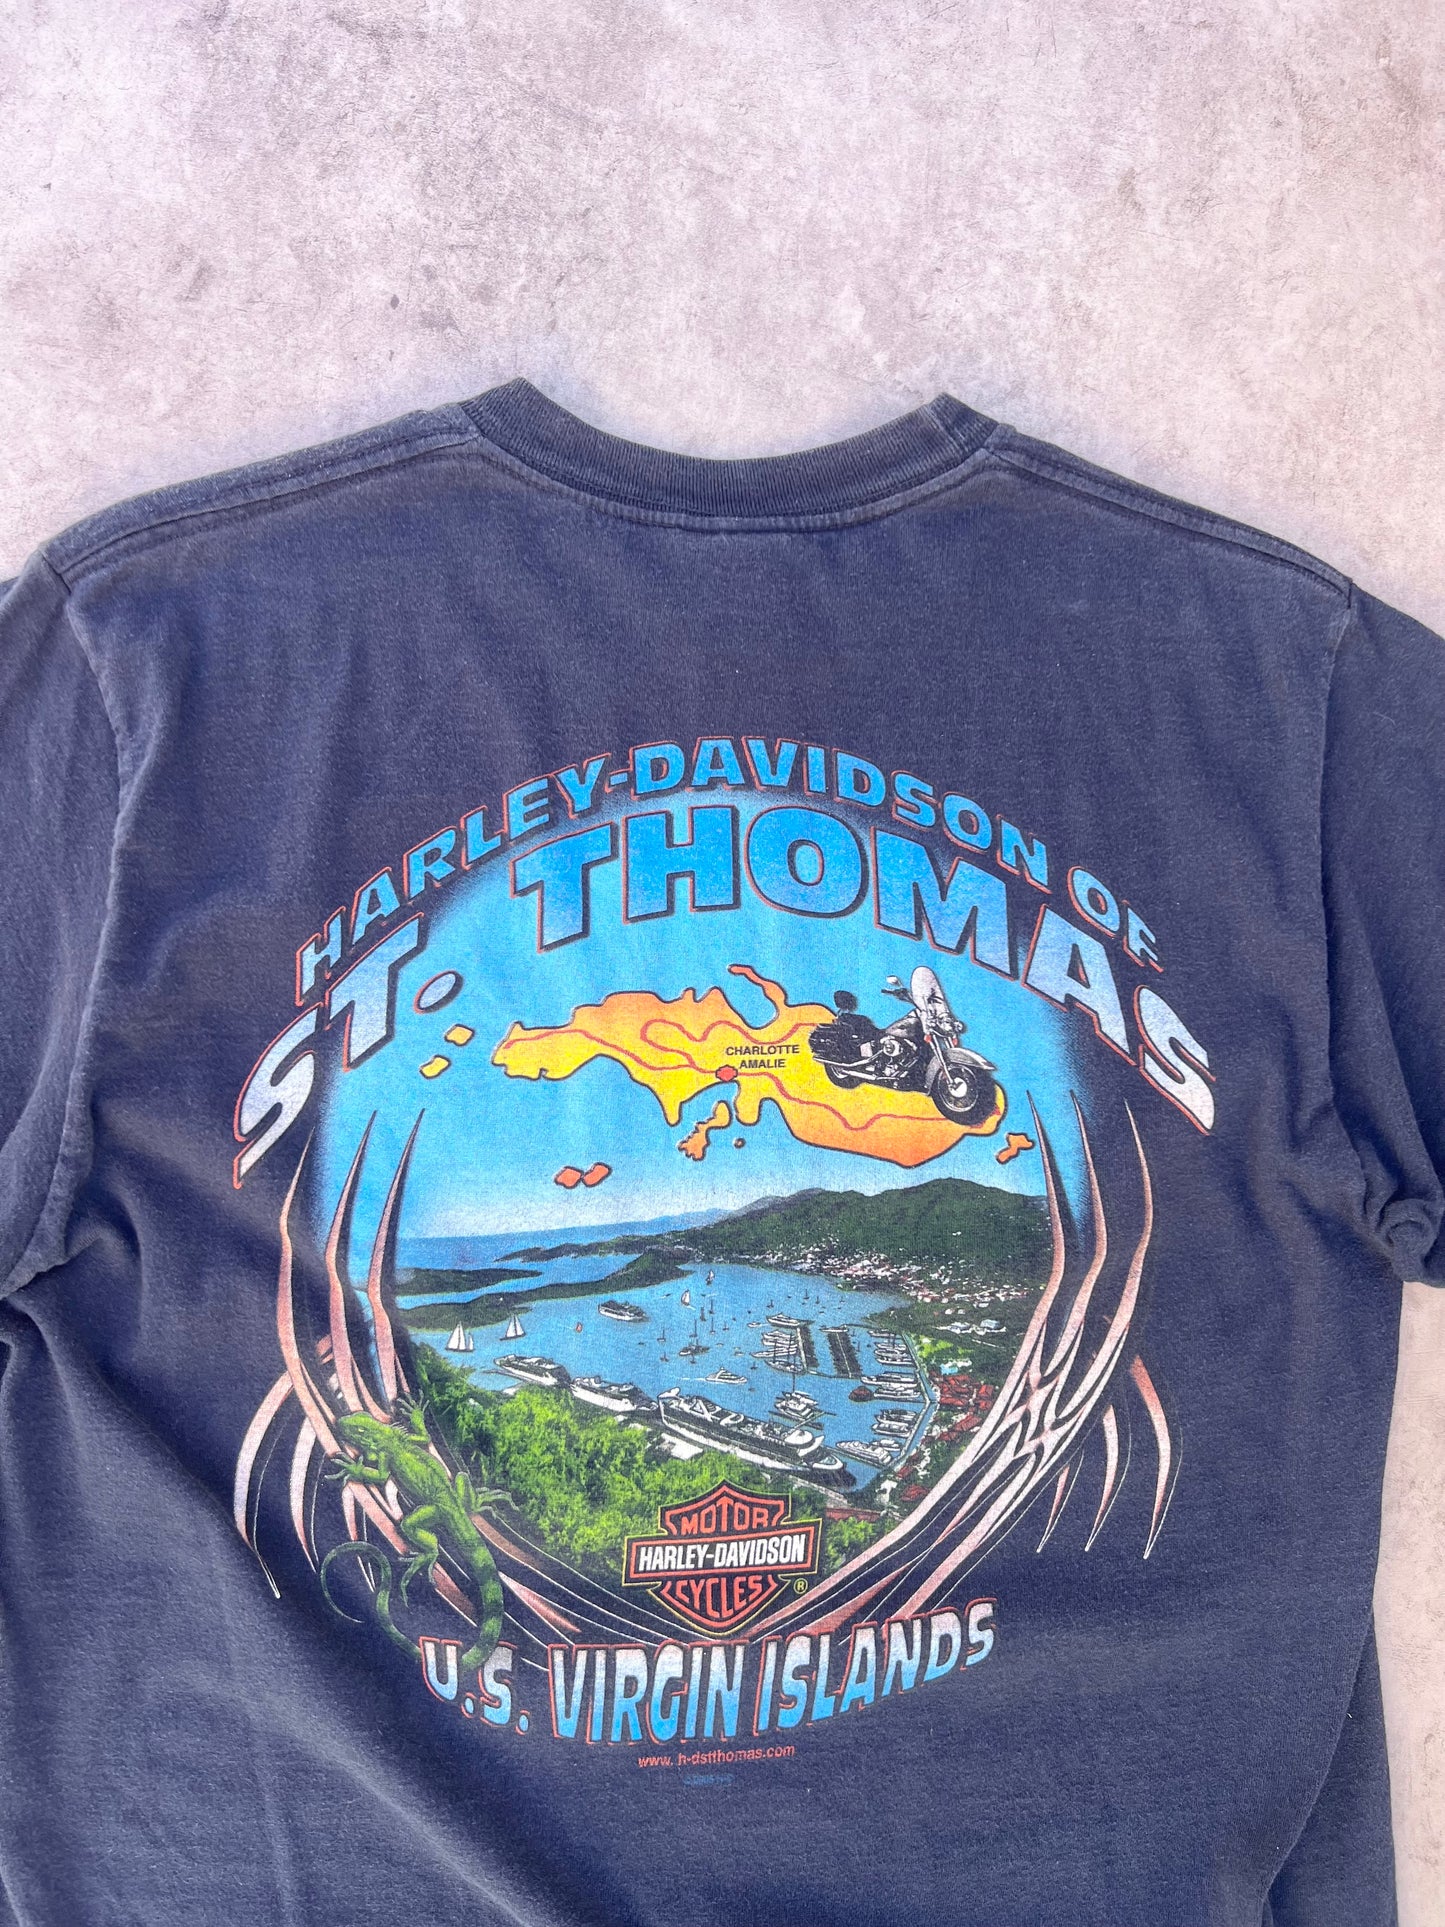 HARLEY-DAVIDSON OF
ST. THOMAS
CHARLOTTE
AMALIE
MOTOR
HARLEY-DAVIDSON
CYCLES
®
U.S. VIRGIN ISLANDS
www.h-dstthomas.com